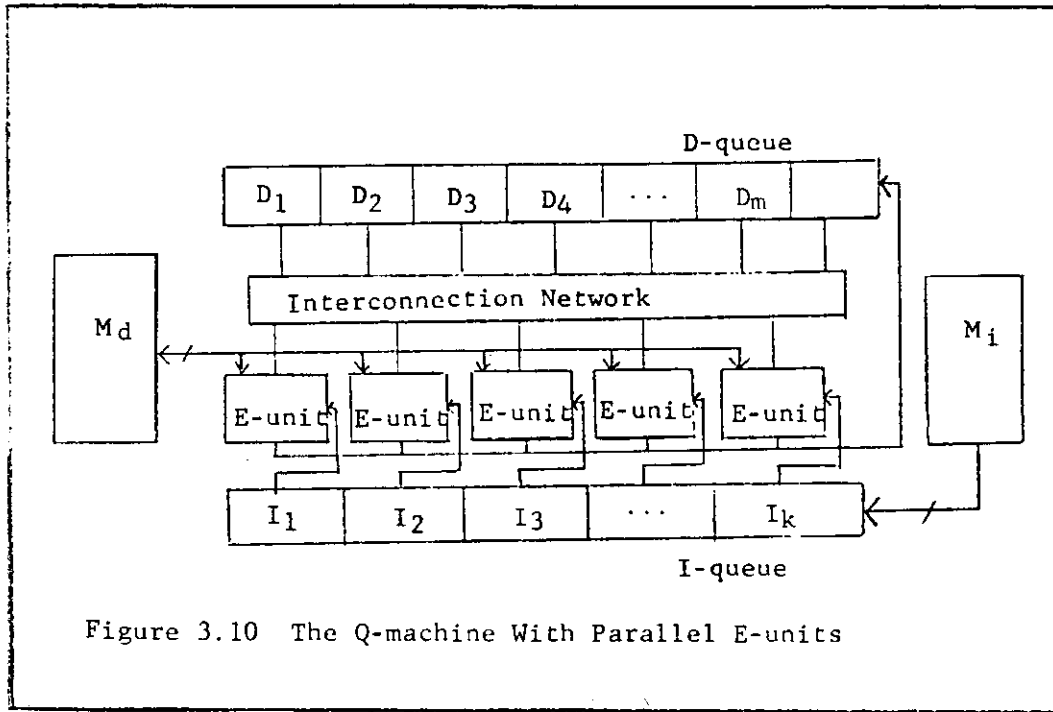 D-queue
D1 D2 D3 D4 ... Dm
Interconnection Network
Md
Mi
E-unit E-unit E-unit E-unit E-unit
I1 I2 I3 ... Ik
I-queue
Figure 3.10 The Q-machine With Parallel E-units